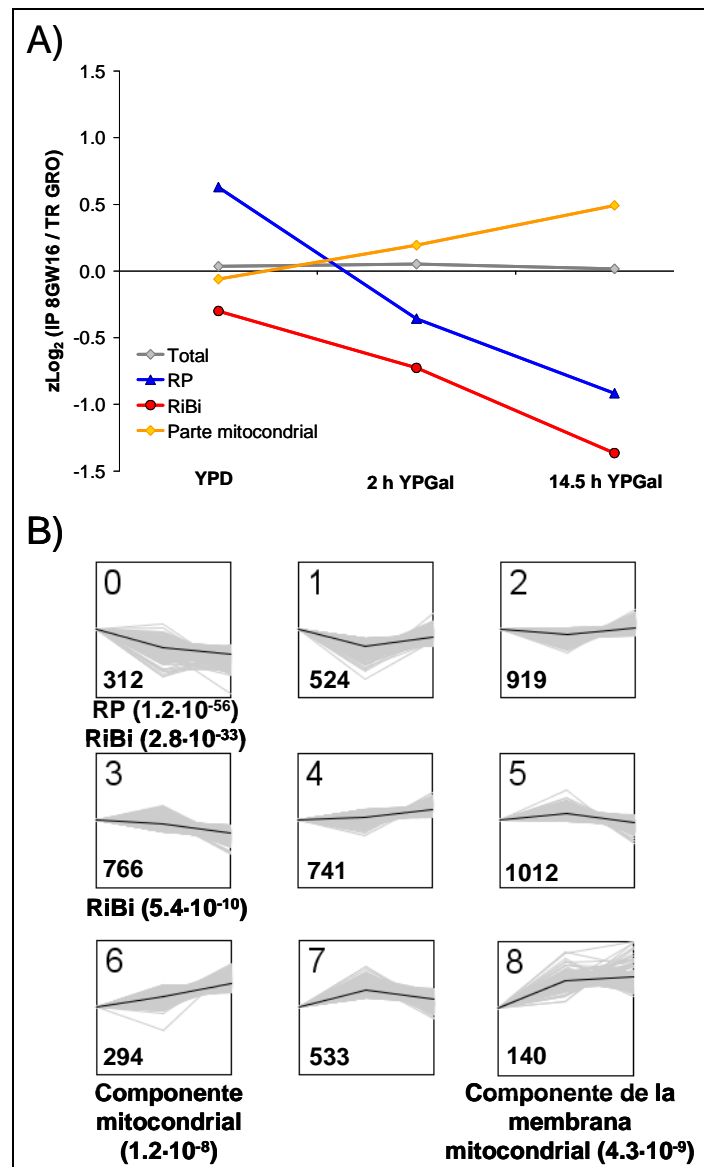 A)
1.5
1.0
0.5
0.0
-0.5
-1.0
-1.5
zLog2 (IP 8GW16 / TR GRO)
Total
RP
RiBi
Parte mitocondrial
YPD
2 h YPGal
14.5 h YPGal
B)
0
312
RP (1.2·10-56)
RiBi (2.8·10-33)
1
524
2
919
3
766
RiBi (5.4·10-10)
4
741
5
1012
6
294
Componente
mitocondrial
(1.2·10-8)
7
533
8
140
Componente de la
membrana
mitocondrial (4.3·10-9)